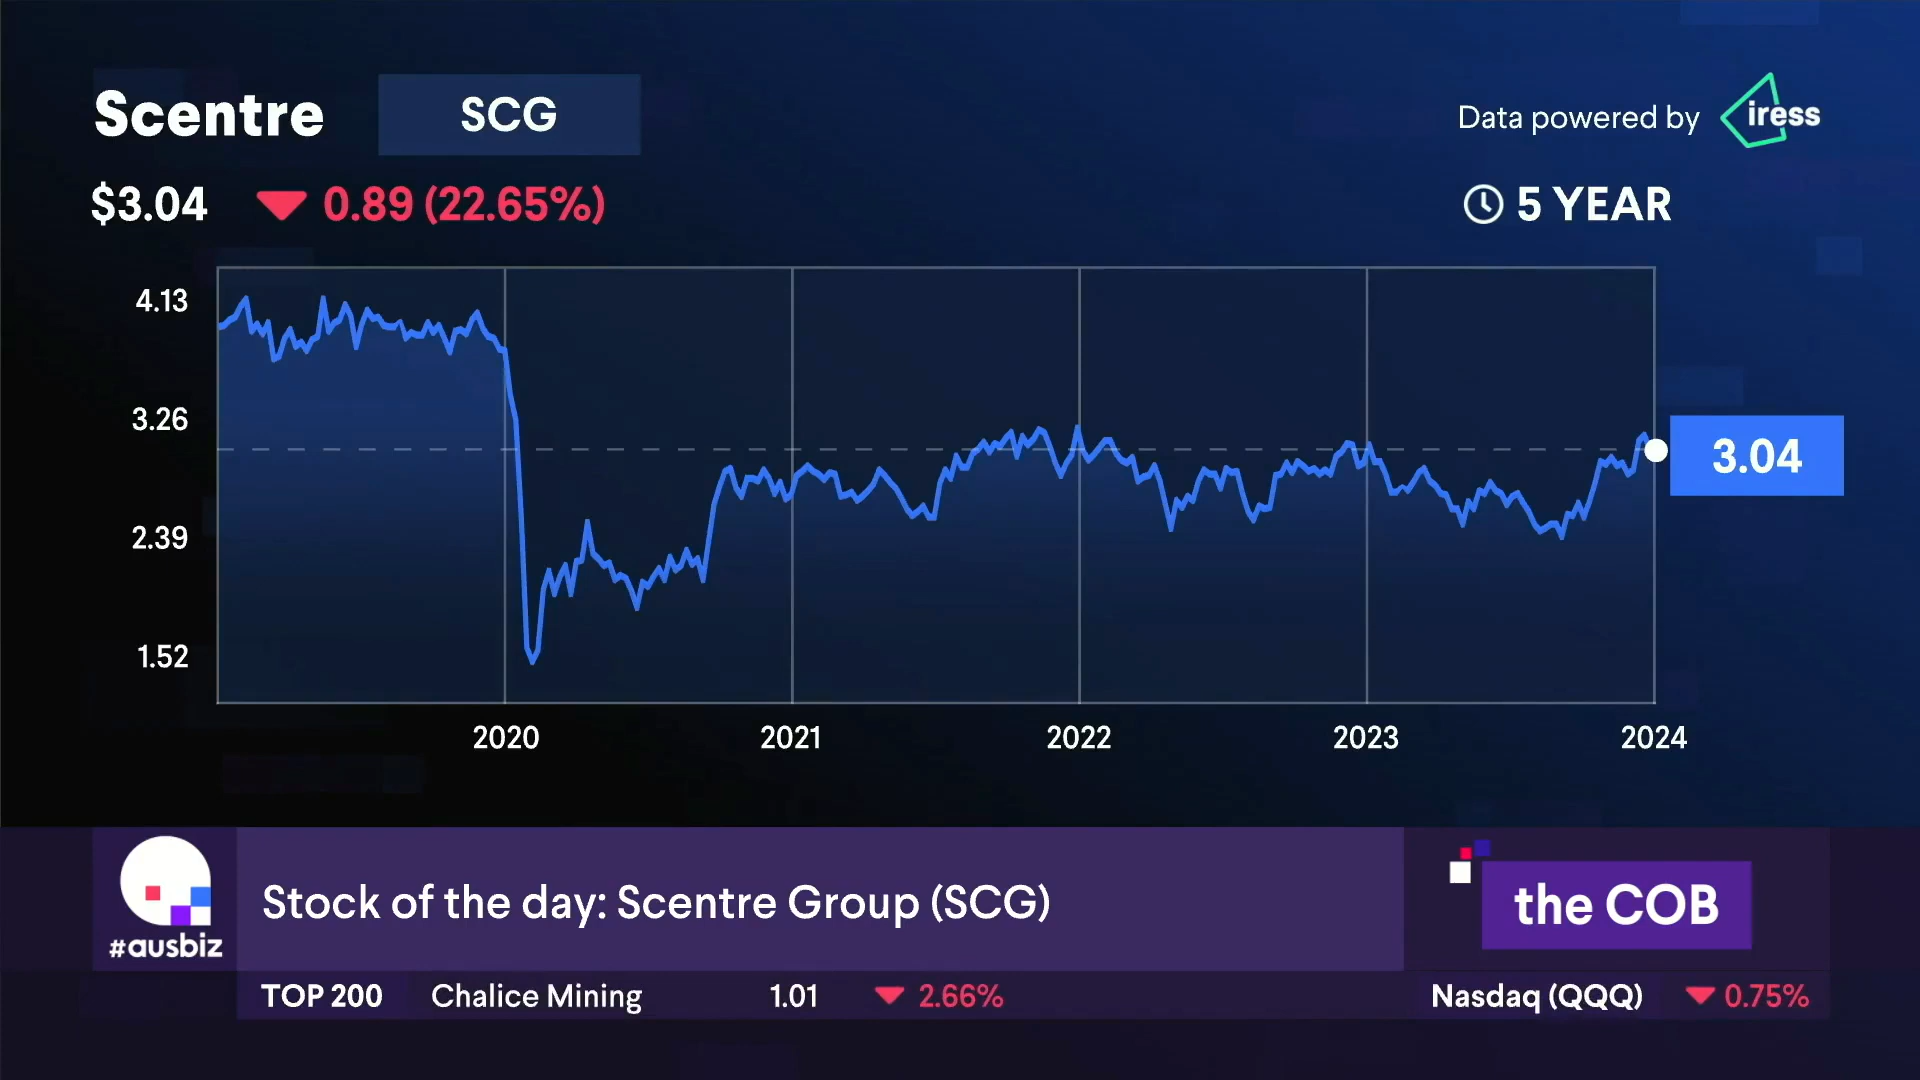 Scentre SCG
Data powered by iress
$3.04 0.89 (22.65%)
5 YEAR
4.13
3.26
2.39
1.52
3.04
2020 2021 2022 2023 2024
#ausbiz
Stock of the day: Scentre Group (SCG)
the COB
TOP 200 Chalice Mining 1.01 2.66%
Nasdaq (QQQ) 0.75%